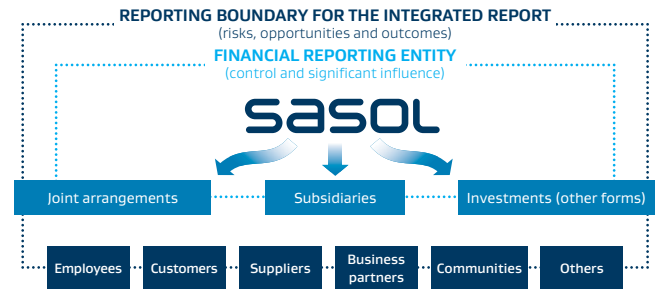 REPORTING BOUNDARY FOR THE INTEGRATED REPORT
(risks, opportunities and outcomes)
FINANCIAL REPORTING ENTITY
(control and significant influence)
sasol
Joint arrangements
Subsidiaries
Investments (other forms)
Employees
Customers
Suppliers
Business
partners
Communities
Others